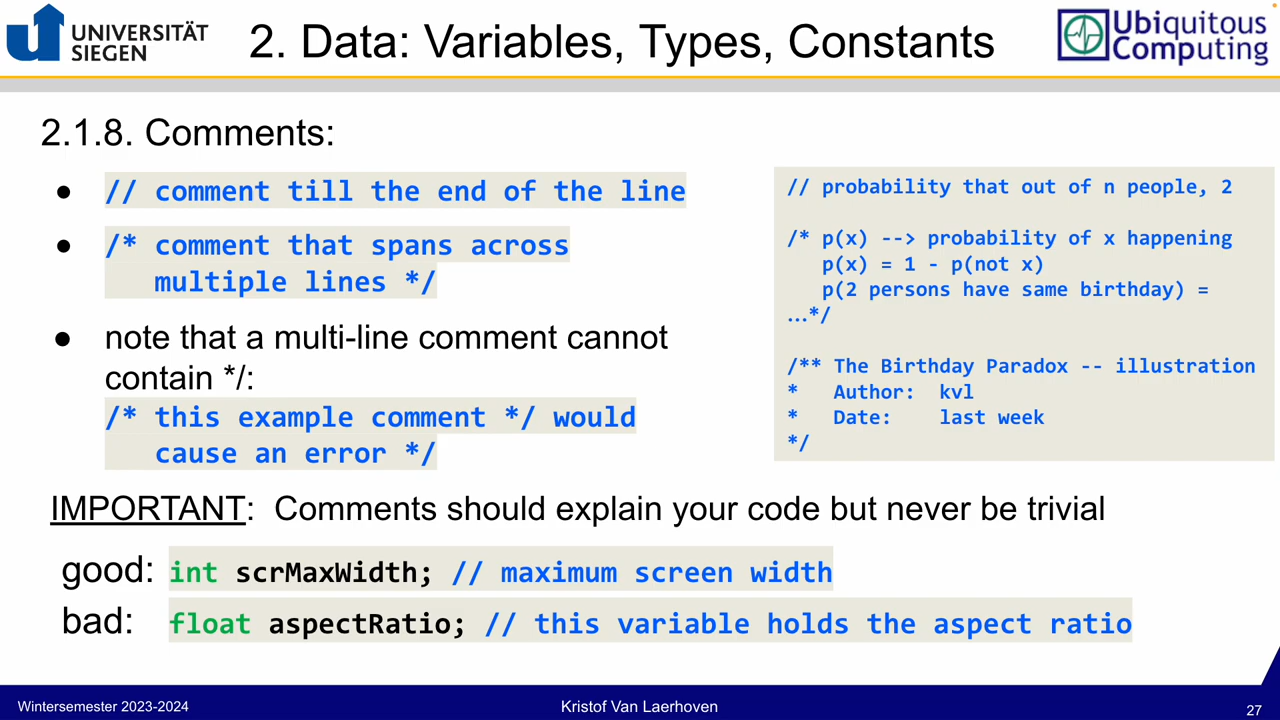 UNIVERSITÄT
SIEGEN
2. Data: Variables, Types, Constants
Ubiquitous
Computing
2.1.8. Comments:
● // comment till the end of the line
● /* comment that spans across
multiple lines */
● note that a multi-line comment cannot
contain */:
/* this example comment */ would
cause an error */
// probability that out of n people, 2
/* p(x) --> probability of x happening
p(x) = 1 - p(not x)
p(2 persons have same birthday) =
…*/
/** The Birthday Paradox -- illustration
* Author: kvl
* Date: last week
*/
IMPORTANT: Comments should explain your code but never be trivial
good: int scrMaxWidth; // maximum screen width
bad: float aspectRatio; // this variable holds the aspect ratio
Wintersemester 2023-2024
Kristof Van Laerhoven
27